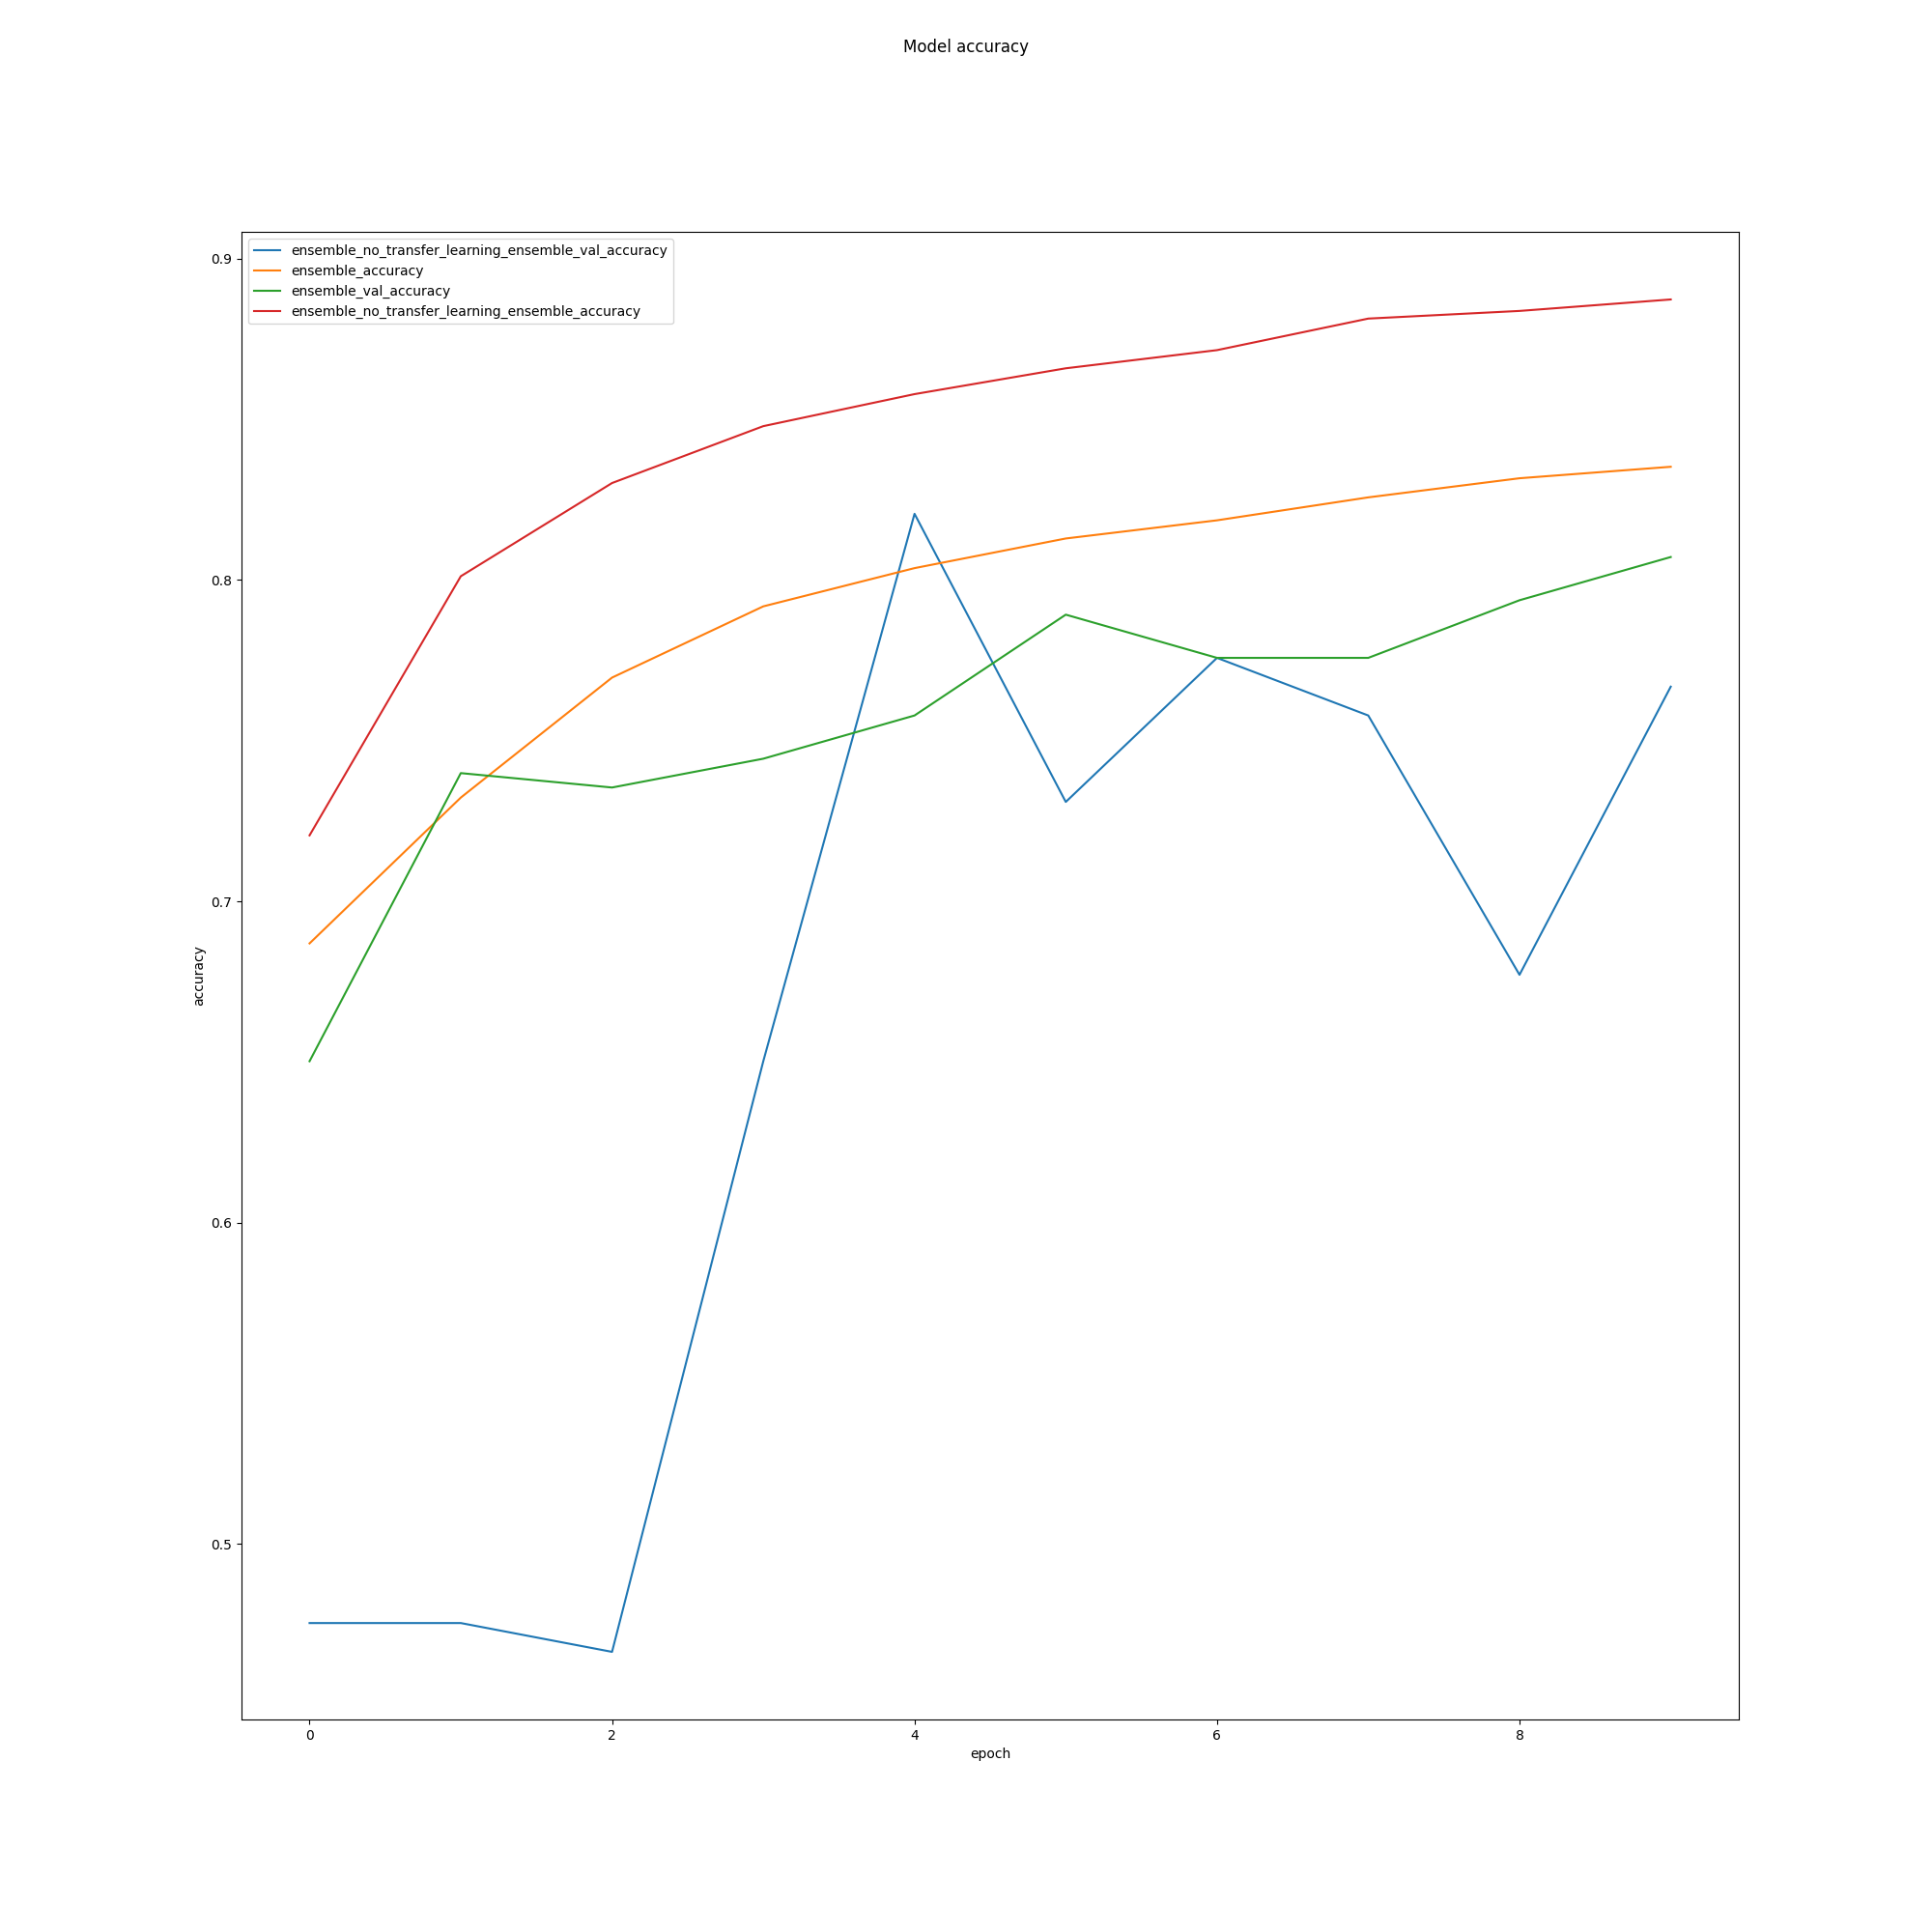 Model accuracy
ensemble_no_transfer_learning_ensemble_val_accuracy
ensemble_accuracy
ensemble_val_accuracy
ensemble_no_transfer_learning_ensemble_accuracy
0.9
0.8
0.7
0.6
0.5
accuracy
0 2 4 6 8
epoch